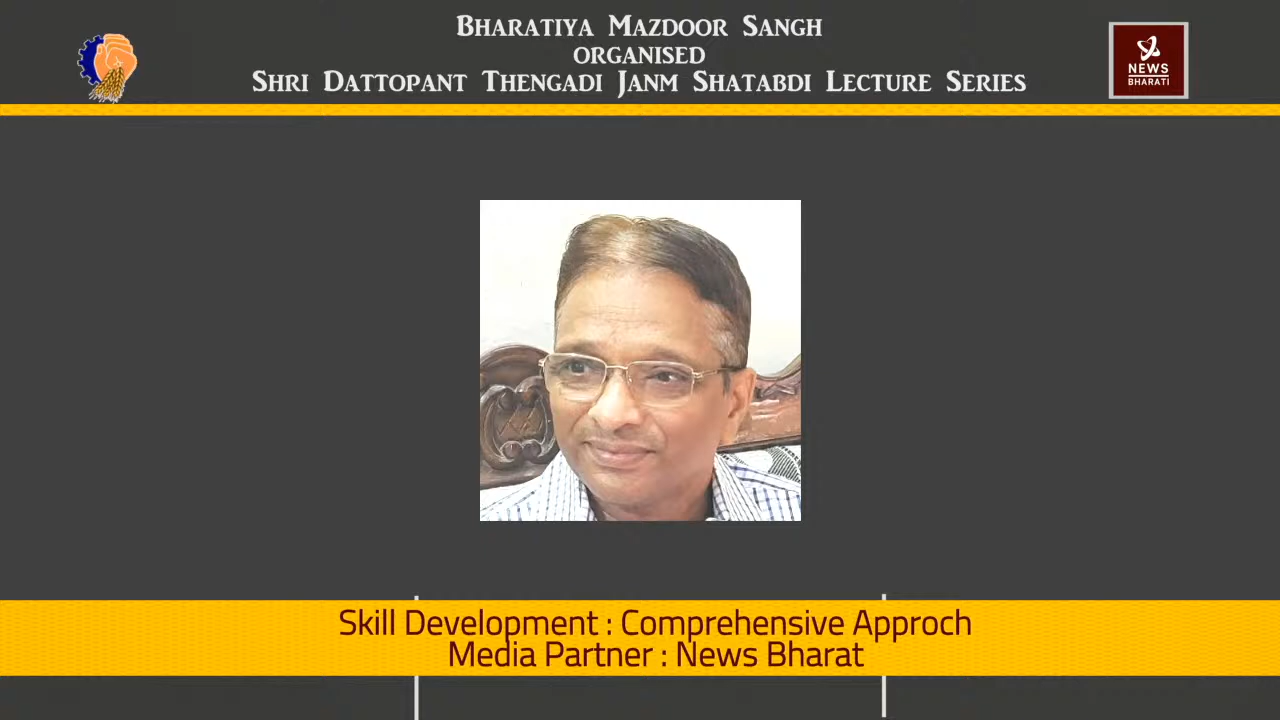 Bharatiya Mazdoor Sangh
organised
Shri Dattopant Thengadi Janm Shatabdi Lecture Series
NEWS
BHARATI
Skill Development : Comprehensive Approch
Media Partner : News Bharat